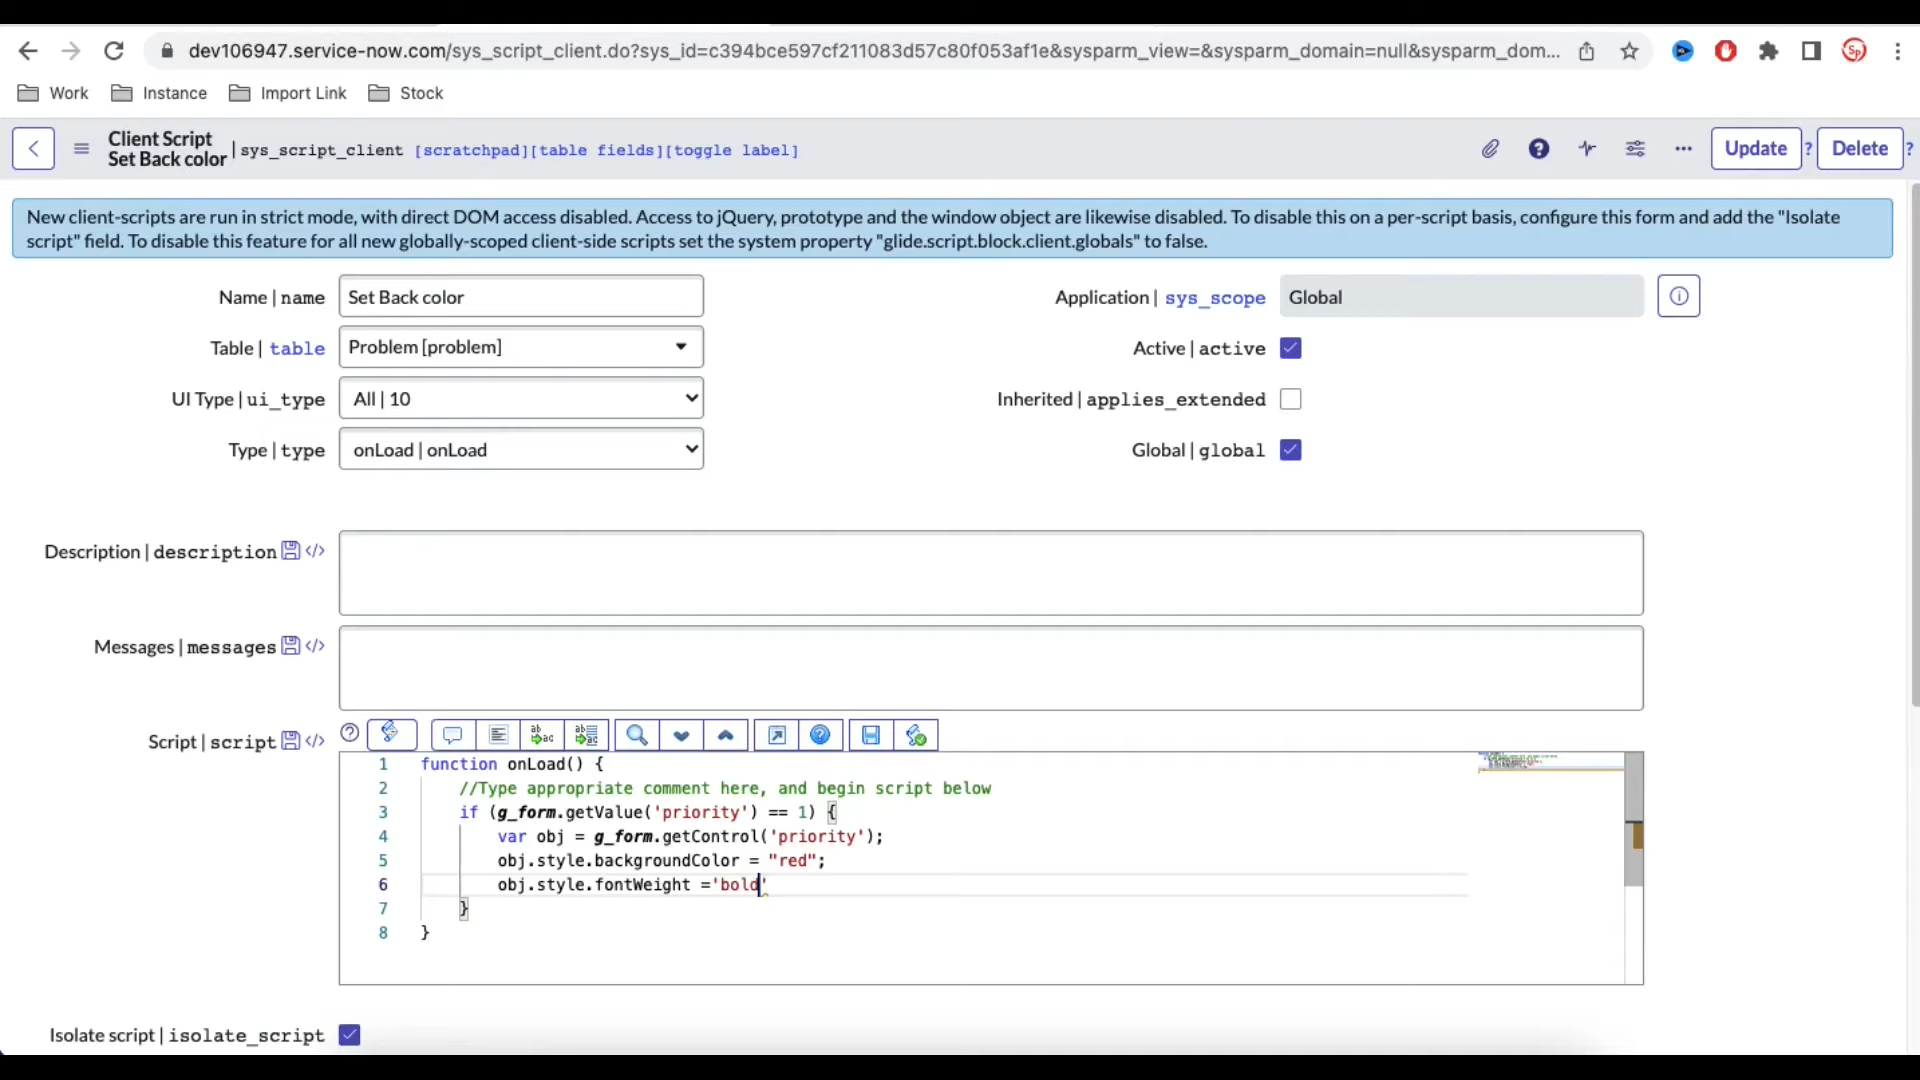 dev106947.service-now.com/sys_script_client.do?sys_id=c394bce597cf211083d57c80f053af1e&sysparm_view=&sysparm_domain=null&sysparm_dom...
Work Instance Import Link Stock
Client Script
Set Back color | sys_script_client [scratchpad][table fields][toggle label]
Update ? Delete ?
New client-scripts are run in strict mode, with direct DOM access disabled. Access to jQuery, prototype and the window object are likewise disabled. To disable this on a per-script basis, configure this form and add the "Isolate
script" field. To disable this feature for all new globally-scoped client-side scripts set the system property "glide.script.block.client.globals" to false.
Name | name Set Back color
Application | sys_scope Global
Table | table Problem [problem]
Active | active
UI Type | ui_type All | 10
Inherited | applies_extended
Type | type onLoad | onLoad
Global | global
Description | description
Messages | messages
Script | script
1 function onLoad() {
2 //Type appropriate comment here, and begin script below
3 if (g_form.getValue('priority') == 1) {
4 var obj = g_form.getControl('priority');
5 obj.style.backgroundColor = "red";
6 obj.style.fontWeight ='bold'
7 }
8 }
Isolate script | isolate_script